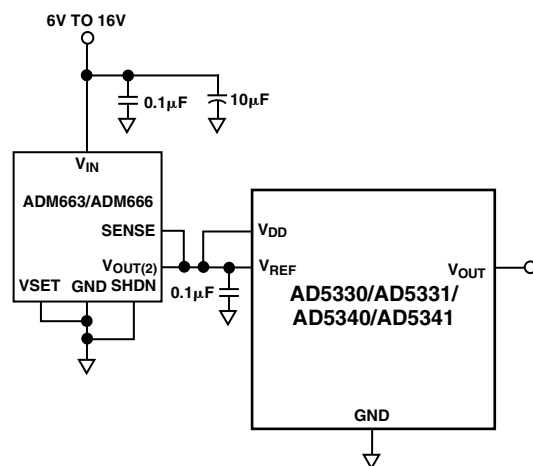 6V TO 16V
0.1μF
10μF
VIN
ADM663/ADM666
SENSE
VOUT(2)
VSET
GND
SHDN
0.1μF
VDD
VREF
VOUT
AD5330/AD5331/
AD5340/AD5341
GND